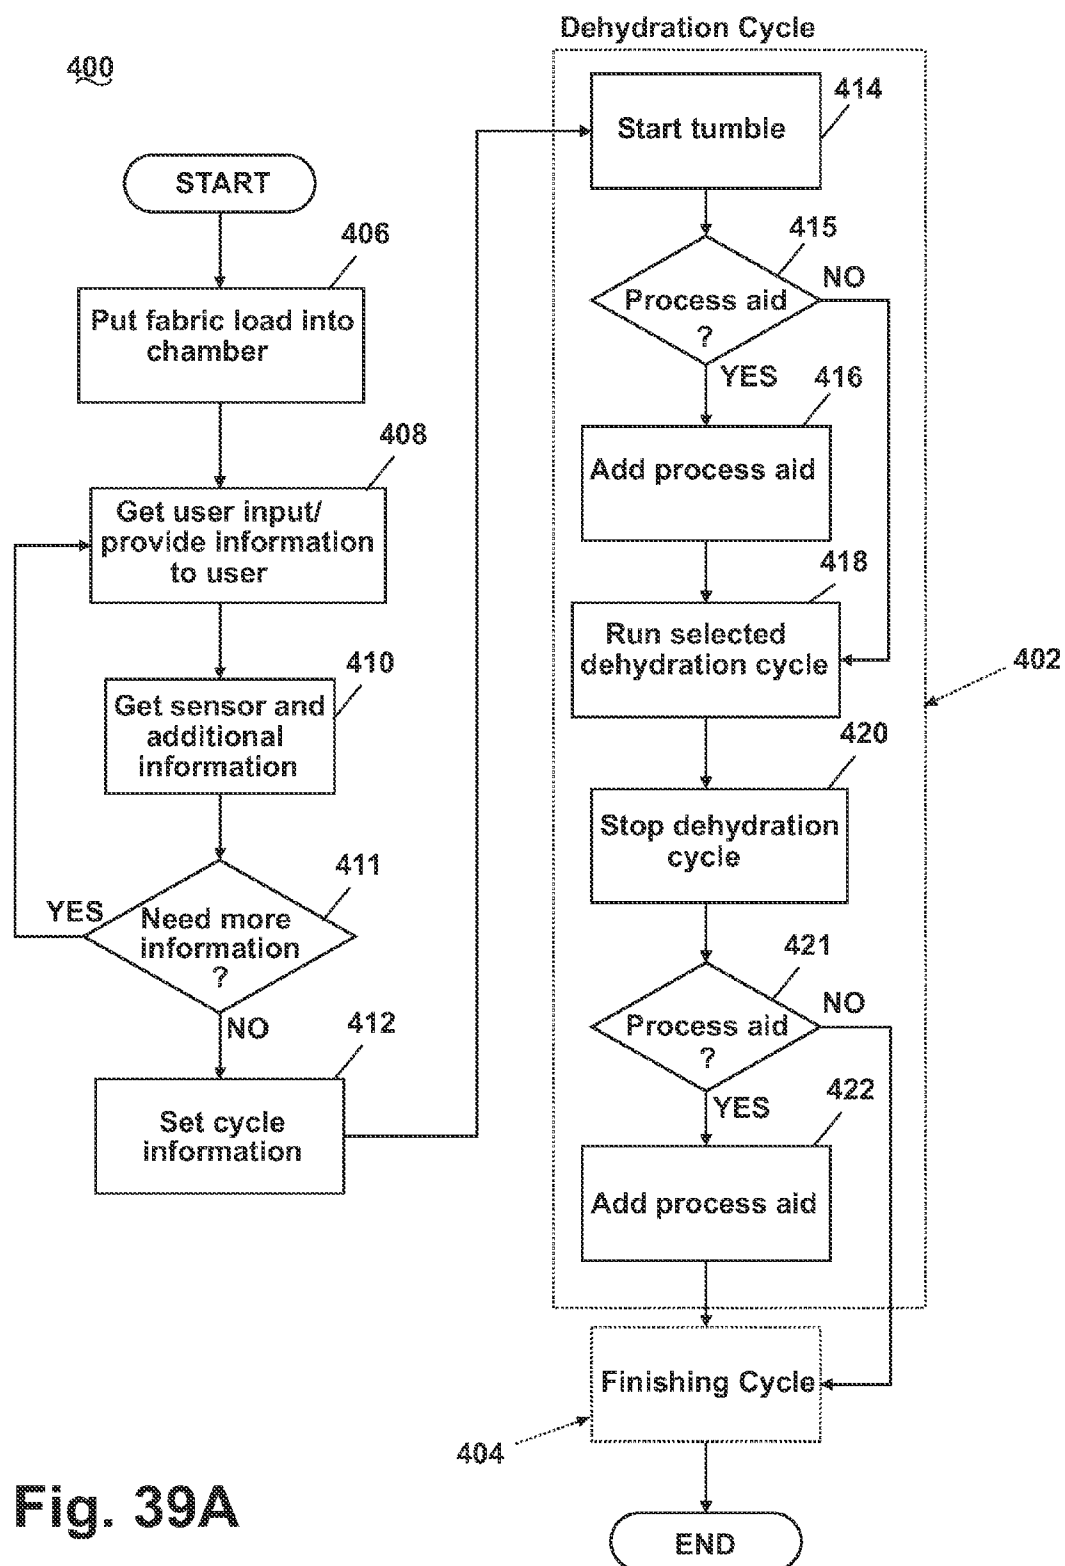 400
START
406
Put fabric load into
chamber
408
Get user input/
provide information
to user
410
Get sensor and
additional
information
411
YES
Need more
information
?
NO
412
Set cycle
information
Dehydration Cycle
414
Start tumble
415
NO
Process aid
?
YES
416
Add process aid
418
Run selected
dehydration cycle
402
420
Stop dehydration
cycle
421
NO
Process aid
?
YES
422
Add process aid
Finishing Cycle
404
END
Fig. 39A